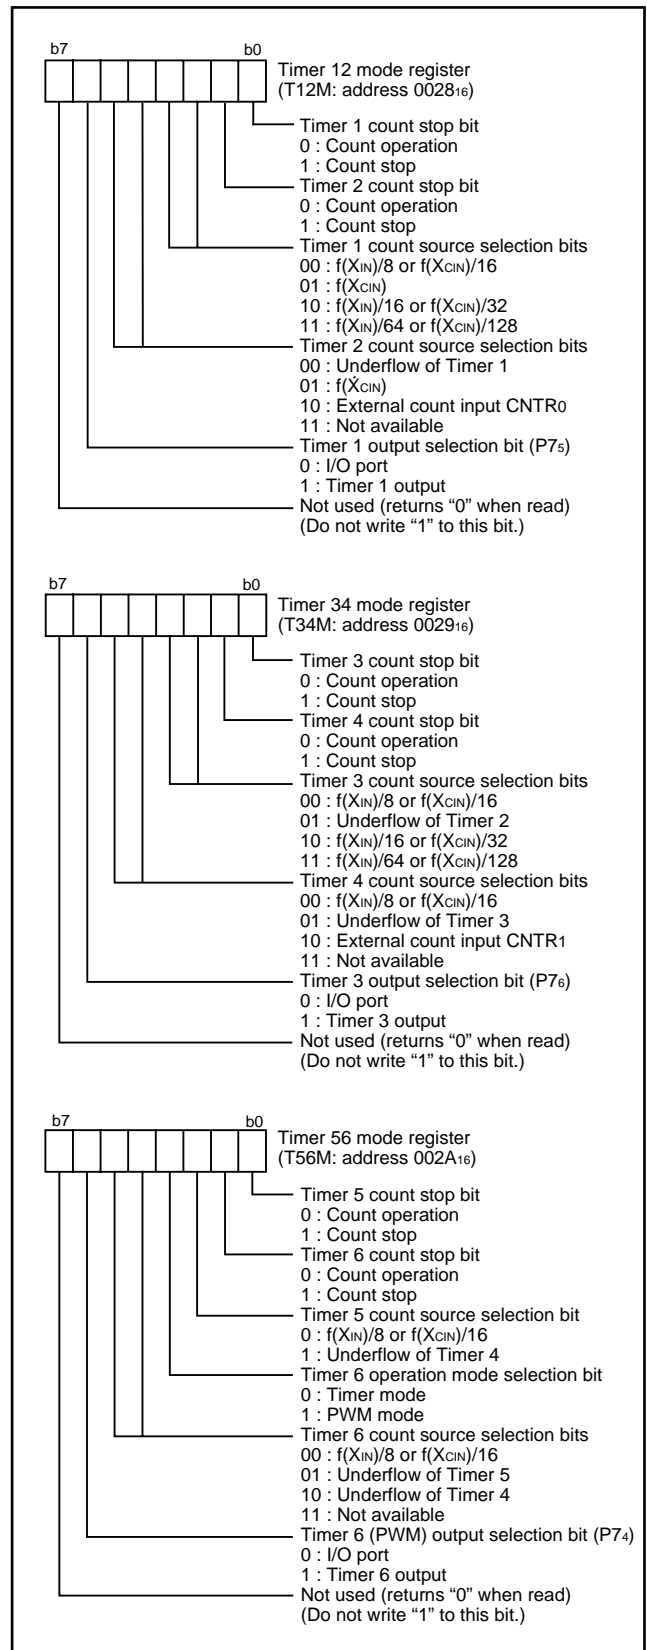 b7 b0
Timer 12 mode register
(T12M: address 0028₁₆)
Timer 1 count stop bit
0 : Count operation
1 : Count stop
Timer 2 count stop bit
0 : Count operation
1 : Count stop
Timer 1 count source selection bits
00 : f(XIN)/8 or f(XCIN)/16
01 : f(XCIN)
10 : f(XIN)/16 or f(XCIN)/32
11 : f(XIN)/64 or f(XCIN)/128
Timer 2 count source selection bits
00 : Underflow of Timer 1
01 : f(ẊCIN)
10 : External count input CNTR0
11 : Not available
Timer 1 output selection bit (P7₅)
0 : I/O port
1 : Timer 1 output
Not used (returns “0” when read)
(Do not write “1” to this bit.)
b7 b0
Timer 34 mode register
(T34M: address 0029₁₆)
Timer 3 count stop bit
0 : Count operation
1 : Count stop
Timer 4 count stop bit
0 : Count operation
1 : Count stop
Timer 3 count source selection bits
00 : f(XIN)/8 or f(XCIN)/16
01 : Underflow of Timer 2
10 : f(XIN)/16 or f(XCIN)/32
11 : f(XIN)/64 or f(XCIN)/128
Timer 4 count source selection bits
00 : f(XIN)/8 or f(XCIN)/16
01 : Underflow of Timer 3
10 : External count input CNTR1
11 : Not available
Timer 3 output selection bit (P7₆)
0 : I/O port
1 : Timer 3 output
Not used (returns “0” when read)
(Do not write “1” to this bit.)
b7 b0
Timer 56 mode register
(T56M: address 002A₁₆)
Timer 5 count stop bit
0 : Count operation
1 : Count stop
Timer 6 count stop bit
0 : Count operation
1 : Count stop
Timer 5 count source selection bit
0 : f(XIN)/8 or f(XCIN)/16
1 : Underflow of Timer 4
Timer 6 operation mode selection bit
0 : Timer mode
1 : PWM mode
Timer 6 count source selection bits
00 : f(XIN)/8 or f(XCIN)/16
01 : Underflow of Timer 5
10 : Underflow of Timer 4
11 : Not available
Timer 6 (PWM) output selection bit (P7₄)
0 : I/O port
1 : Timer 6 output
Not used (returns “0” when read)
(Do not write “1” to this bit.)